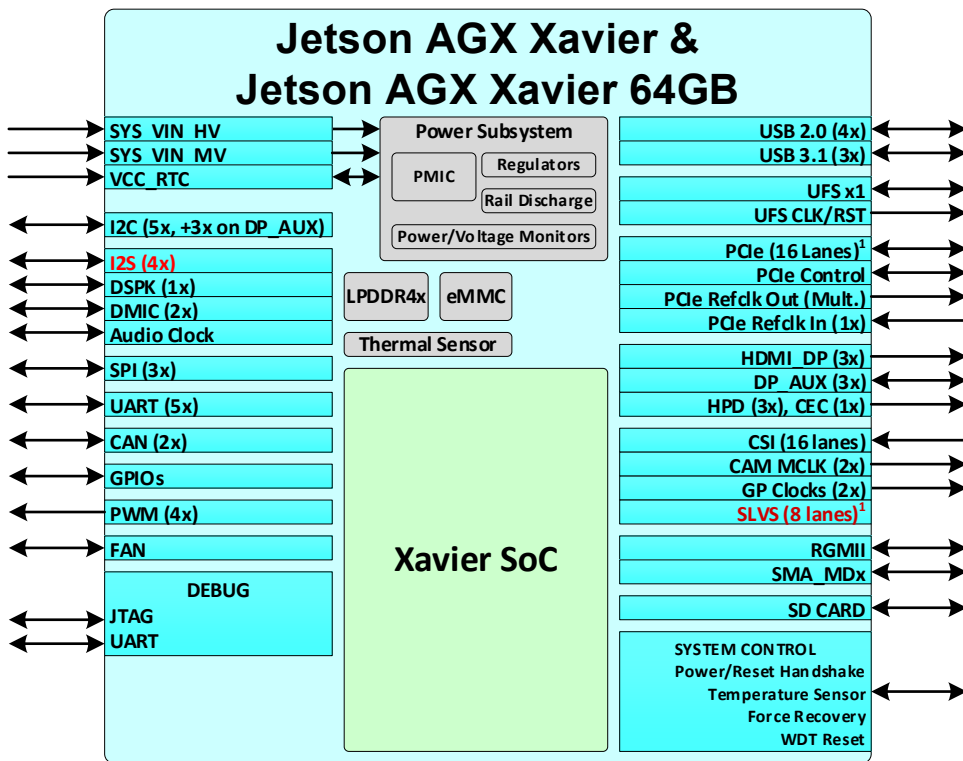 Jetson AGX Xavier &
Jetson AGX Xavier 64GB
SYS_VIN_HV
SYS_VIN_MV
VCC_RTC
I2C (5x, +3x on DP_AUX)
I2S (4x)
DSPK (1x)
DMIC (2x)
Audio Clock
SPI (3x)
UART (5x)
CAN (2x)
GPIOs
PWM (4x)
FAN
DEBUG
JTAG
UART
Power Subsystem
PMIC
Regulators
Rail Discharge
Power/Voltage Monitors
LPDDR4x
eMMC
Thermal Sensor
Xavier SoC
USB 2.0 (4x)
USB 3.1 (3x)
UFS x1
UFS CLK/RST
PCIe (16 Lanes)¹
PCIe Control
PCIe Refclk Out (Mult.)
PCIe Refclk In (1x)
HDMI_DP (3x)
DP_AUX (3x)
HPD (3x), CEC (1x)
CSI (16 lanes)
CAM MCLK (2x)
GP Clocks (2x)
SLVS (8 lanes)¹
RGMII
SMA_MDx
SD CARD
SYSTEM CONTROL
Power/Reset Handshake
Temperature Sensor
Force Recovery
WDT Reset